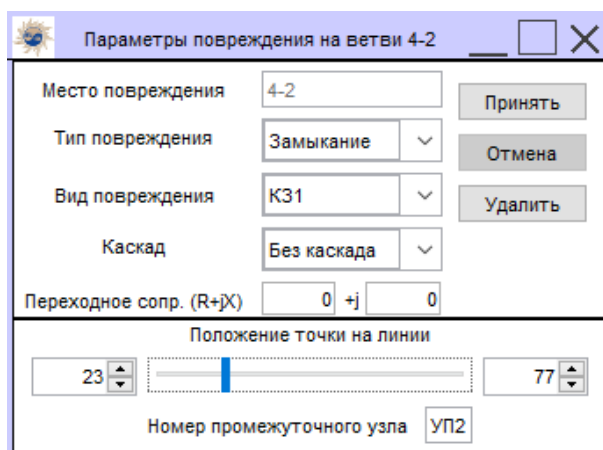 Параметры повреждения на ветви 4-2
Место повреждения 4-2 Принять
Тип повреждения Замыкание Отмена
Вид повреждения К31 Удалить
Каскад Без каскада
Переходное сопр. (R+jX) 0 +j 0
Положение точки на линии
23 77
Номер промежуточного узла УП2